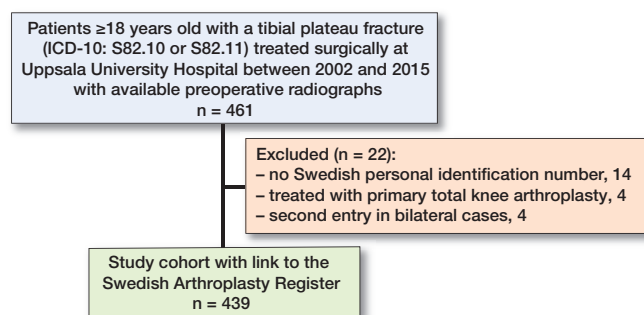 Patients ≥18 years old with a tibial plateau fracture
(ICD-10: S82.10 or S82.11) treated surgically at
Uppsala University Hospital between 2002 and 2015
with available preoperative radiographs
n = 461
Excluded (n = 22):
– no Swedish personal identification number, 14
– treated with primary total knee arthroplasty, 4
– second entry in bilateral cases, 4
Study cohort with link to the
Swedish Arthroplasty Register
n = 439